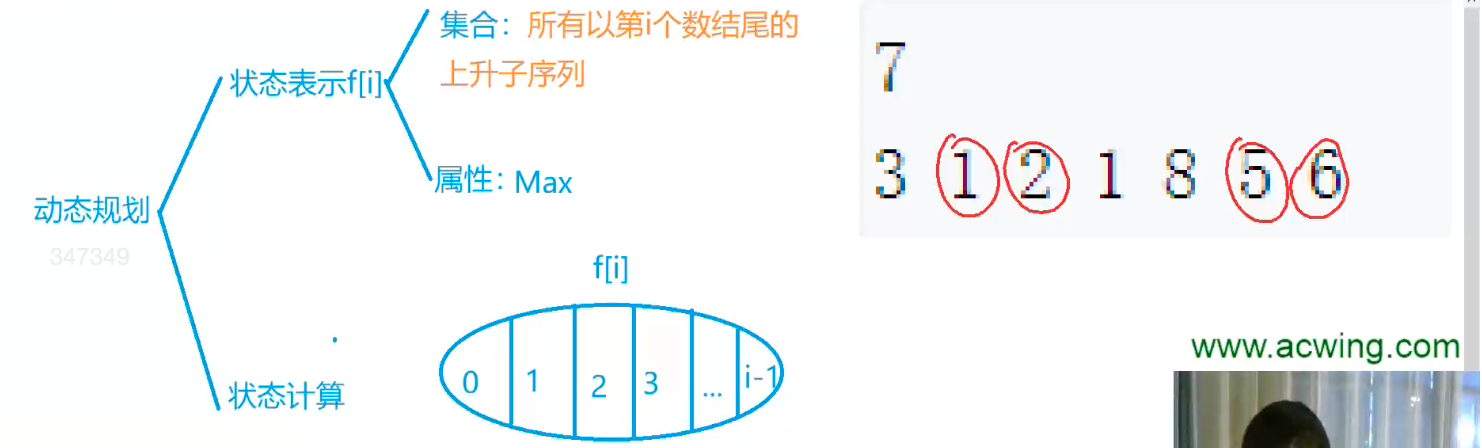 集合：所有以第i个数结尾的
上升子序列
状态表示f[i]
属性：Max
动态规划
347349
f[i]
0 1 2 3 ... i-1
状态计算
7
3 1 2 1 8 5 6
www.acwing.com